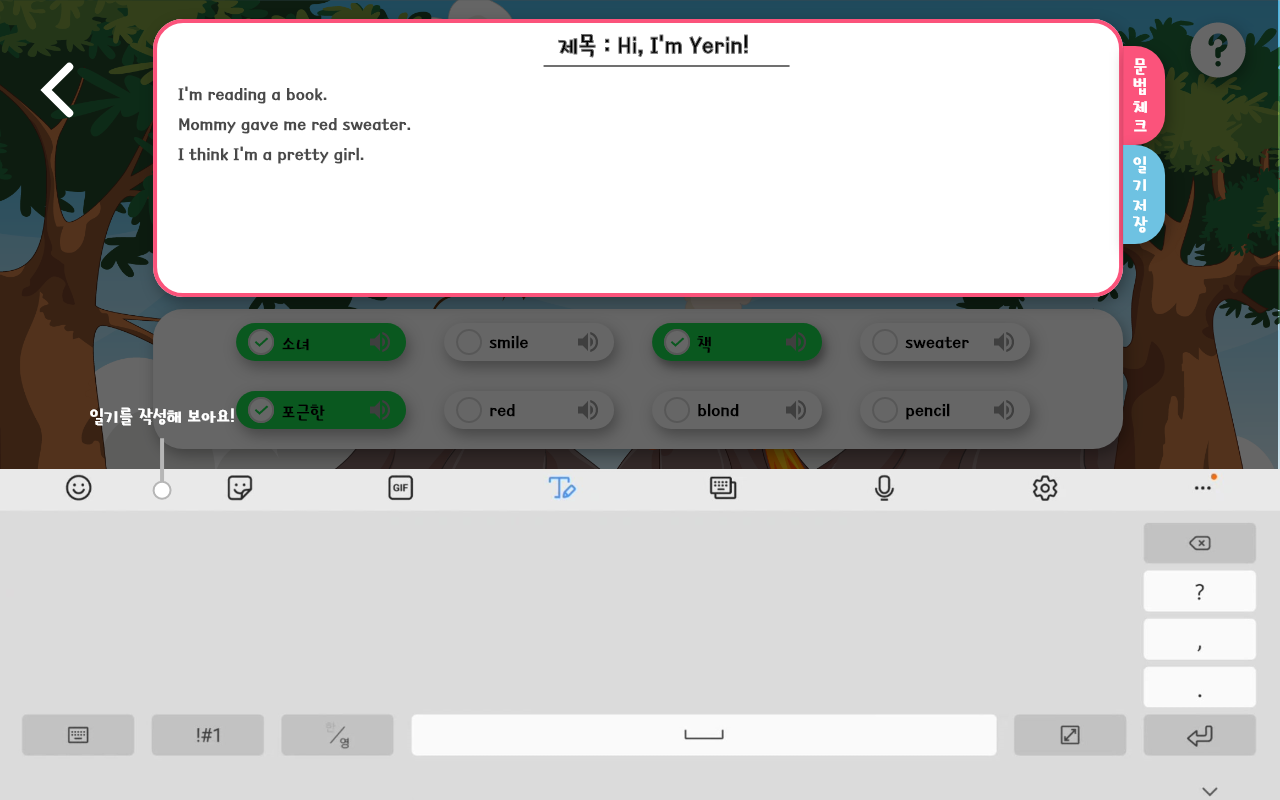 제목 : Hi, I'm Yerin!
I'm reading a book.
Mommy gave me red sweater.
I think I'm a pretty girl.
문법 체크
일기 저장
?
소녀
smile
책
sweater
포근한
red
blond
pencil
일기를 작성해 보아요!
GIF
?
,
.
!#1
한/영